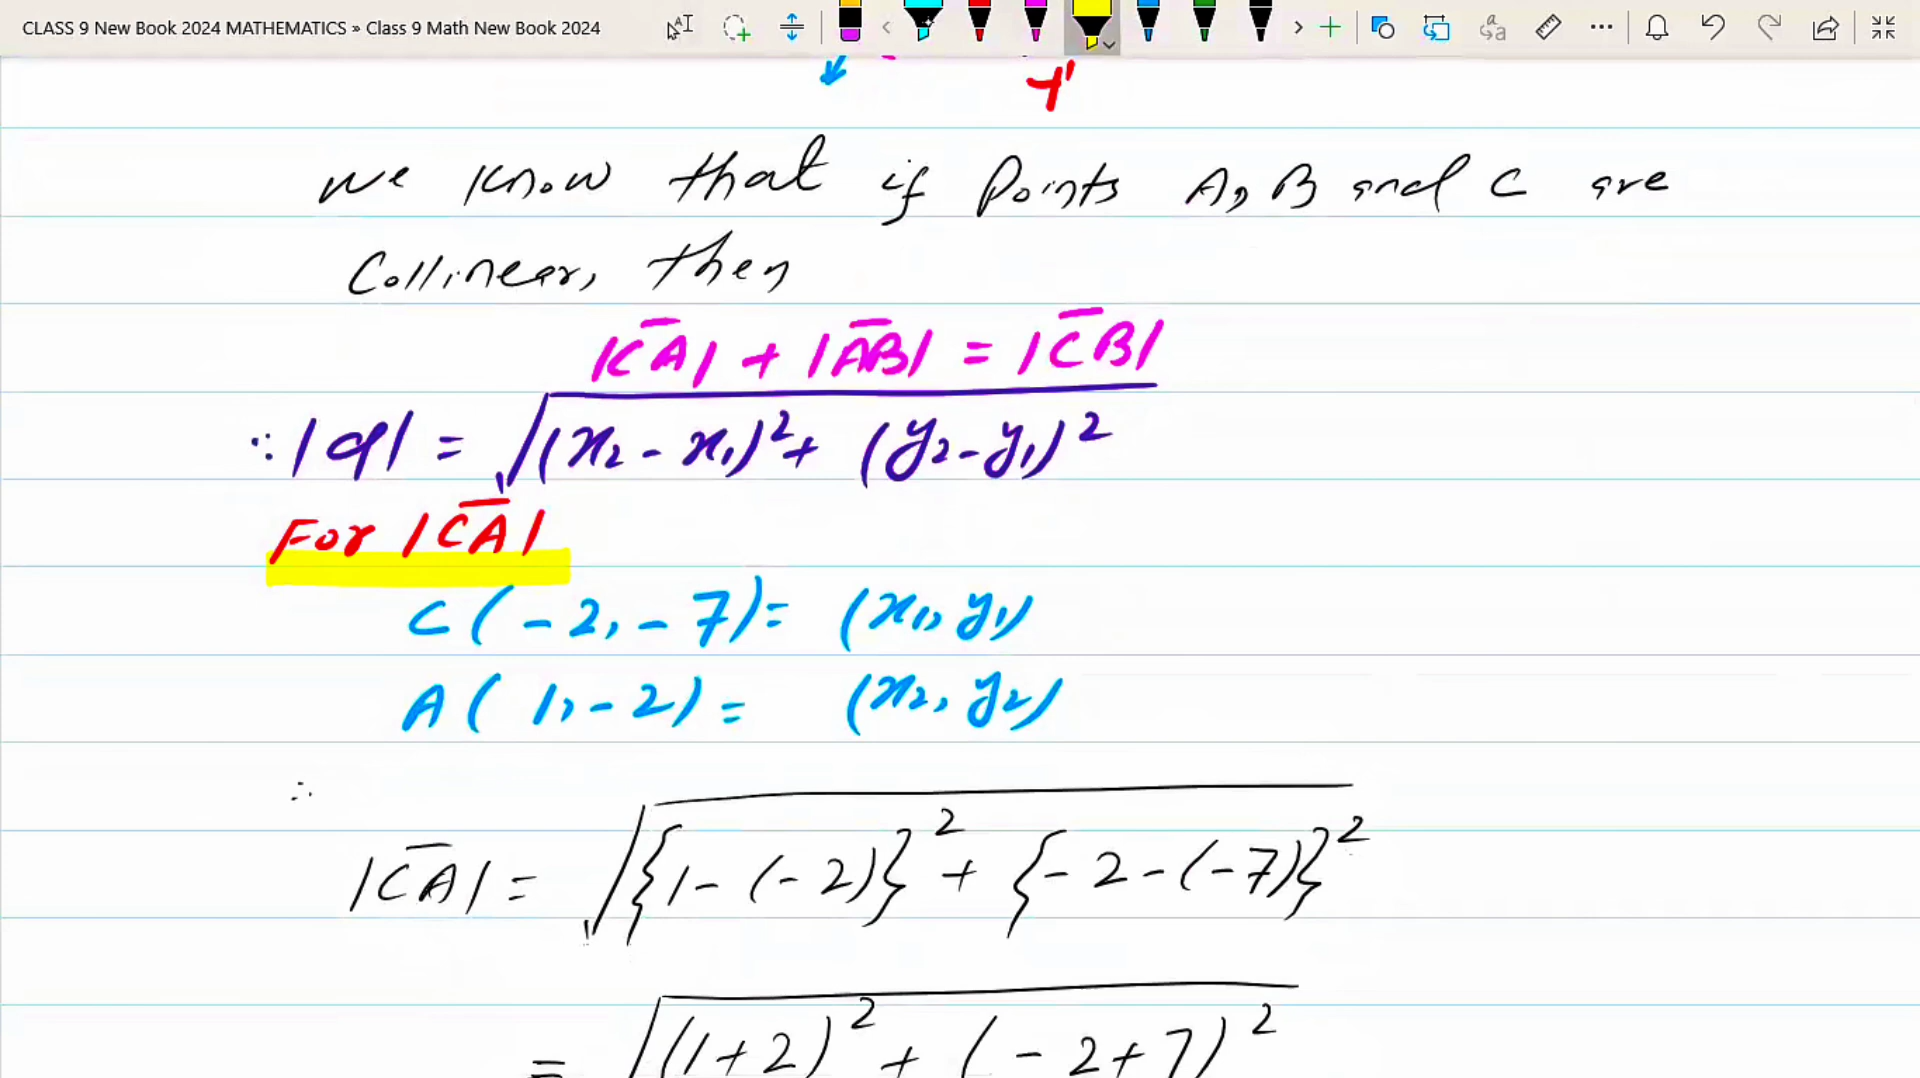 CLASS 9 New Book 2024 MATHEMATICS » Class 9 Math New Book 2024
We know that if Points A, B and C are
Collinear, then
|C̅A̅| + |A̅B̅| = |C̅B̅|
∵ |d| = √((x₂ - x₁)² + (y₂ - y₁)²)
For |C̅A̅|
C(-2, -7) = (x₁, y₁)
A(1, -2) = (x₂, y₂)
∴
|C̅A̅| = √({1 - (-2)}² + {-2 - (-7)}²)
= √((1+2)² + (-2+7)²)